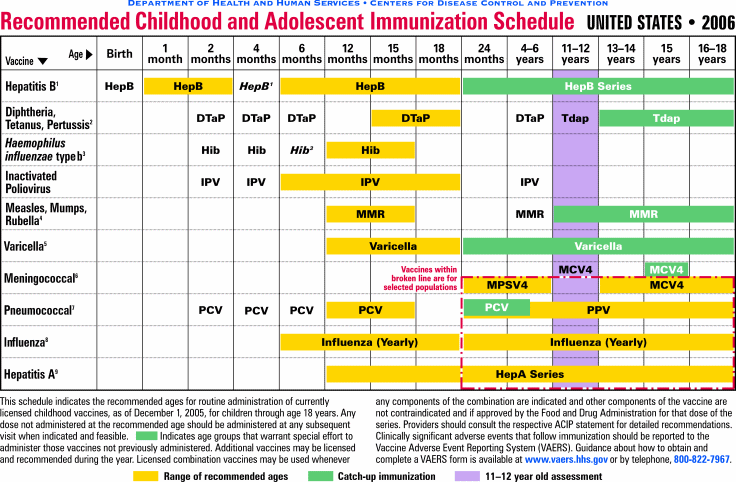 DEPARTMENT OF HEALTH AND HUMAN SERVICES • CENTERS FOR DISEASE CONTROL AND PREVENTION
Recommended Childhood and Adolescent Immunization Schedule UNITED STATES • 2006
Vaccine ▼ Age ▶ Birth 1 month 2 months 4 months 6 months 12 months 15 months 18 months 24 months 4–6 years 11–12 years 13–14 years 15 years 16–18 years
Hepatitis B¹ HepB HepB HepB¹ HepB HepB Series
Diphtheria, Tetanus, Pertussis² DTaP DTaP DTaP DTaP DTaP Tdap Tdap
Haemophilus influenzae type b³ Hib Hib Hib³ Hib
Inactivated Poliovirus IPV IPV IPV IPV
Measles, Mumps, Rubella⁴ MMR MMR MMR
Varicella⁵ Varicella Varicella
Vaccines within broken line are for selected populations
Meningococcal⁶ MCV4 MCV4
MPSV4 MCV4
Pneumococcal⁷ PCV PCV PCV PCV PCV PPV
Influenza⁸ Influenza (Yearly) Influenza (Yearly)
Hepatitis A⁹ HepA Series
This schedule indicates the recommended ages for routine administration of currently
licensed childhood vaccines, as of December 1, 2005, for children through age 18 years. Any
dose not administered at the recommended age should be administered at any subsequent
visit when indicated and feasible. Indicates age groups that warrant special effort to
administer those vaccines not previously administered. Additional vaccines may be licensed
and recommended during the year. Licensed combination vaccines may be used whenever
any components of the combination are indicated and other components of the vaccine are
not contraindicated and if approved by the Food and Drug Administration for that dose of the
series. Providers should consult the respective ACIP statement for detailed recommendations.
Clinically significant adverse events that follow immunization should be reported to the
Vaccine Adverse Event Reporting System (VAERS). Guidance about how to obtain and
complete a VAERS form is available at www.vaers.hhs.gov or by telephone, 800-822-7967.
Range of recommended ages Catch-up immunization 11–12 year old assessment